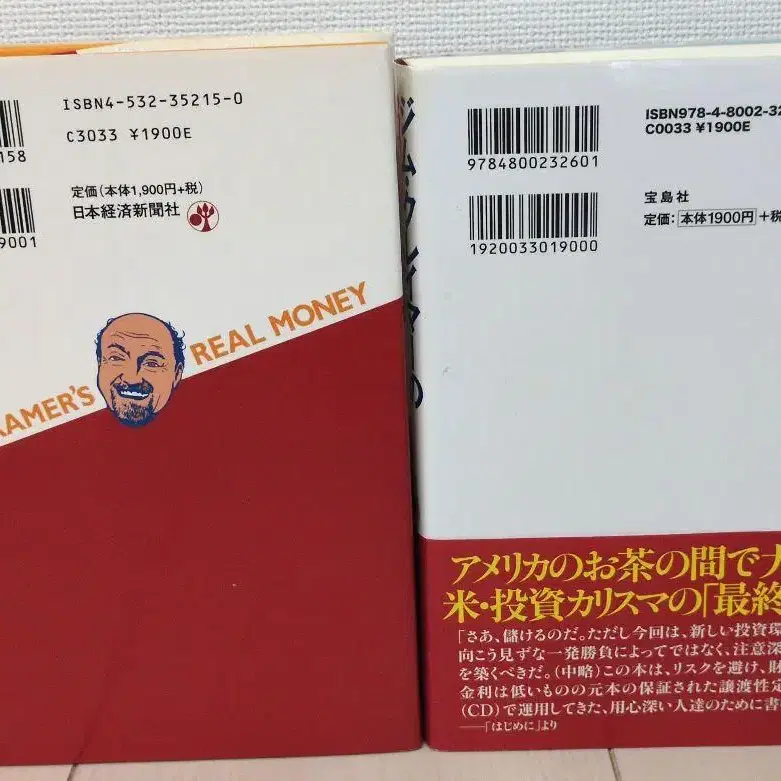 ISBN4-532-35215-0
C3033 ¥1900E
158
定価(本体1,900円+税)
日本経済新聞社
9001
RAMER'S REAL MONEY
ISBN978-4-8002-32
C0033 ¥1900E
9784800232601
宝島社
定価: 本体1900円 +税
1920033019000
アメリカのお茶の間で
米・投資カリスマの「最終
「さあ、儲けるのだ。ただし今回は、新しい投資環
向こう見ずな一発勝負によってではなく、注意深
を築くべきだ。(中略)この本は、リスクを避け、財
金利は低いものの元本の保証された譲渡性定
(CD)で運用してきた、用心深い人達のために書
——「はじめに」より